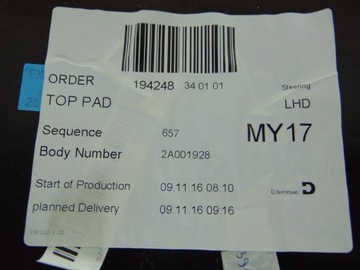 ORDER 194248 34 01 01 Steering
TOP PAD LHD
Sequence 657 MY17
Body Number 2A001928
Start of Production 09.11.16 08:10
planned Delivery 09.11.16 09:16